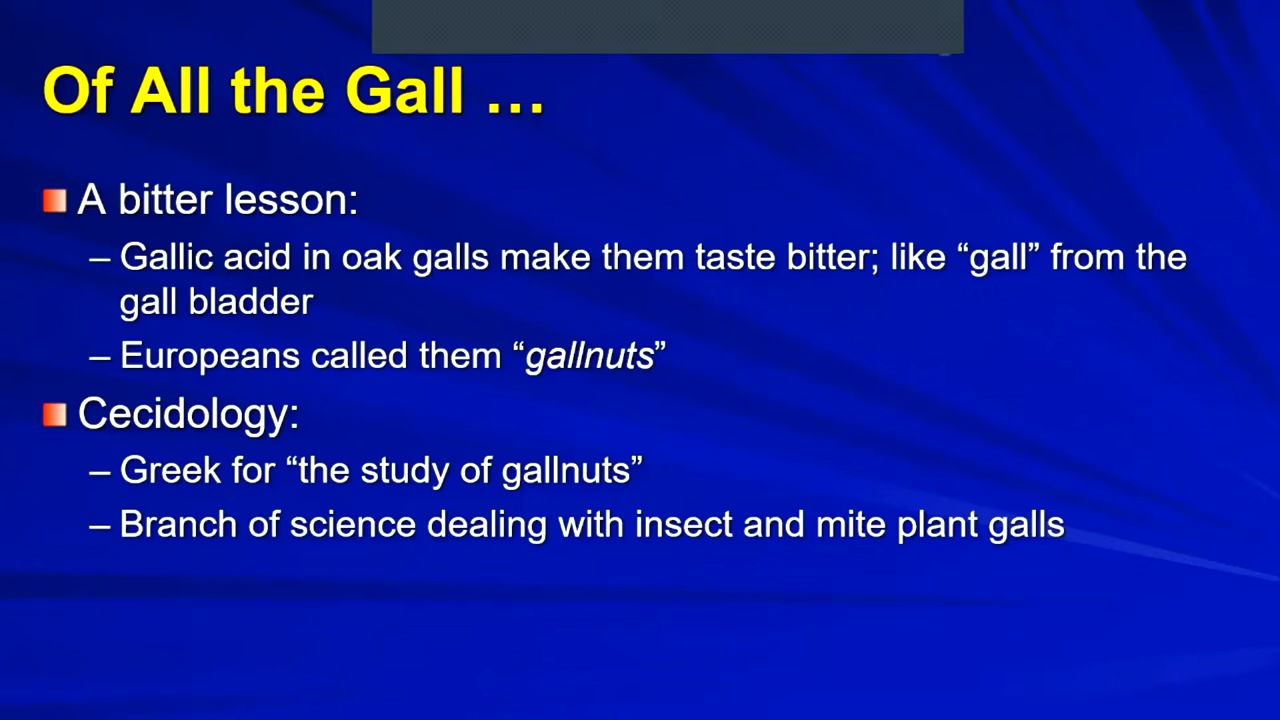 Of All the Gall …
A bitter lesson:
– Gallic acid in oak galls make them taste bitter; like “gall” from the
gall bladder
– Europeans called them “gallnuts”
Cecidology:
– Greek for “the study of gallnuts”
– Branch of science dealing with insect and mite plant galls